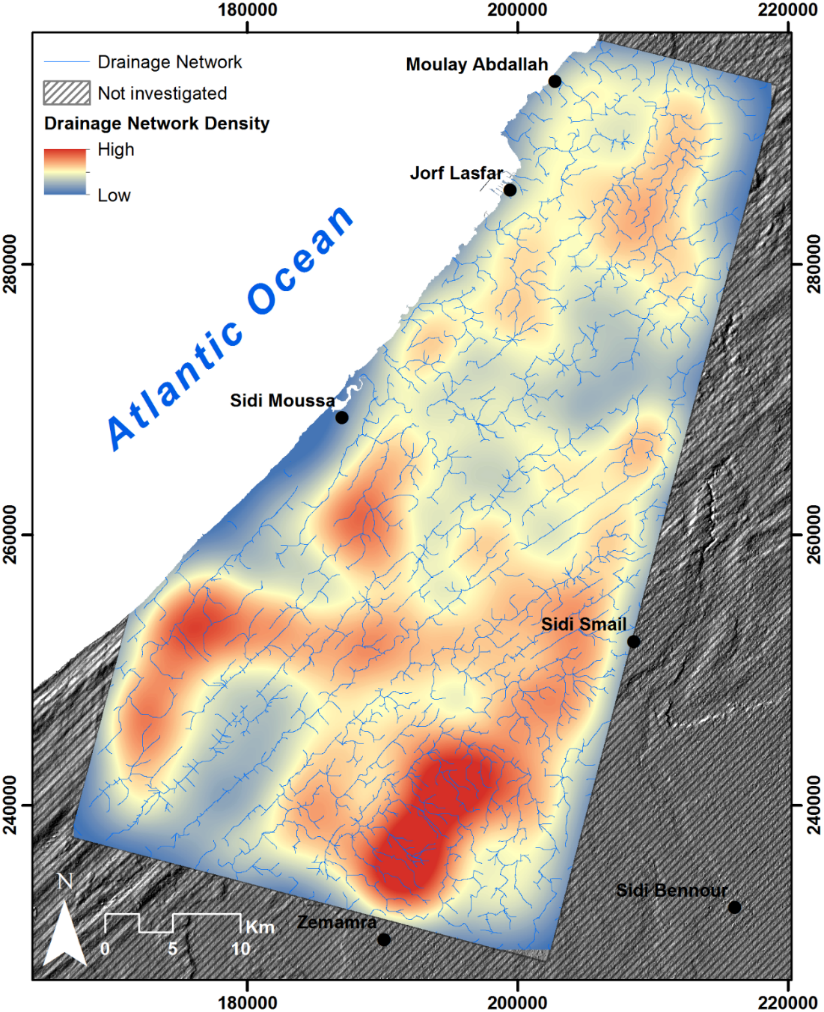 180000
200000
220000
Drainage Network
Not investigated
Drainage Network Density
High
Low
Moulay Abdallah
Jorf Lasfar
280000
280000
Atlantic Ocean
Sidi Moussa
260000
260000
Sidi Smail
240000
240000
N
Sidi Bennour
Km
0
5
10
Zemamra
180000
200000
220000